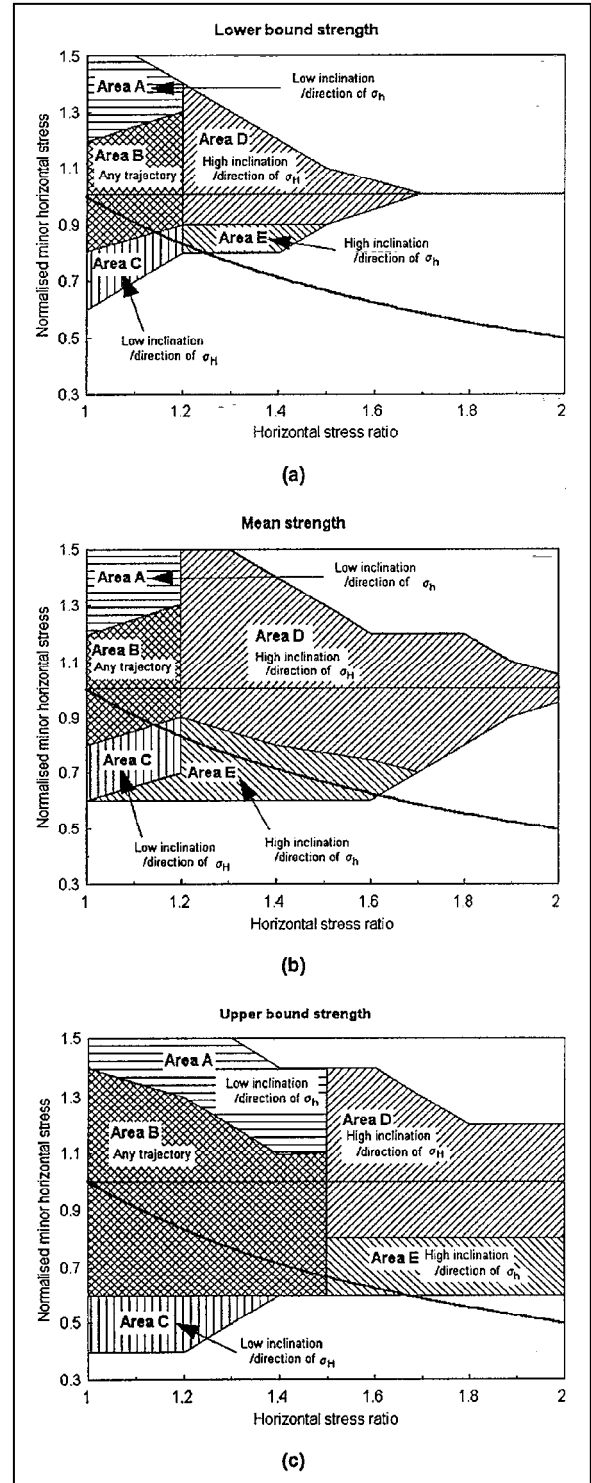 Lower bound strength
1.5
Area A
Low inclination
/direction of σh
1.3
Area B
Any trajectory
Area D
High inclination
/direction of σH
1.1
0.9
Area E
High inclination
/direction of σh
Area C
0.7
Low inclination
/direction of σH
0.5
0.3
Normalised minor horizontal stress
1 1.2 1.4 1.6 1.8 2
Horizontal stress ratio
(a)
Mean strength
1.5
Area A
Low inclination
/direction of σh
1.3
Area B
Any trajectory
Area D
High inclination
/direction of σH
1.1
0.9
Area C
0.7
Area E
0.5
Low inclination
/direction of σH
High inclination
/direction of σh
0.3
Normalised minor horizontal stress
1 1.2 1.4 1.6 1.8 2
Horizontal stress ratio
(b)
Upper bound strength
1.5
Area A
Low inclination
/direction of σh
1.3
Area B
Any trajectory
Area D
High inclination
/direction of σH
1.1
0.9
Area E High inclination
/direction of σh
0.7
0.5
Area C
Low inclination
/direction of σH
0.3
Normalised minor horizontal stress
1 1.2 1.4 1.6 1.8 2
Horizontal stress ratio
(c)